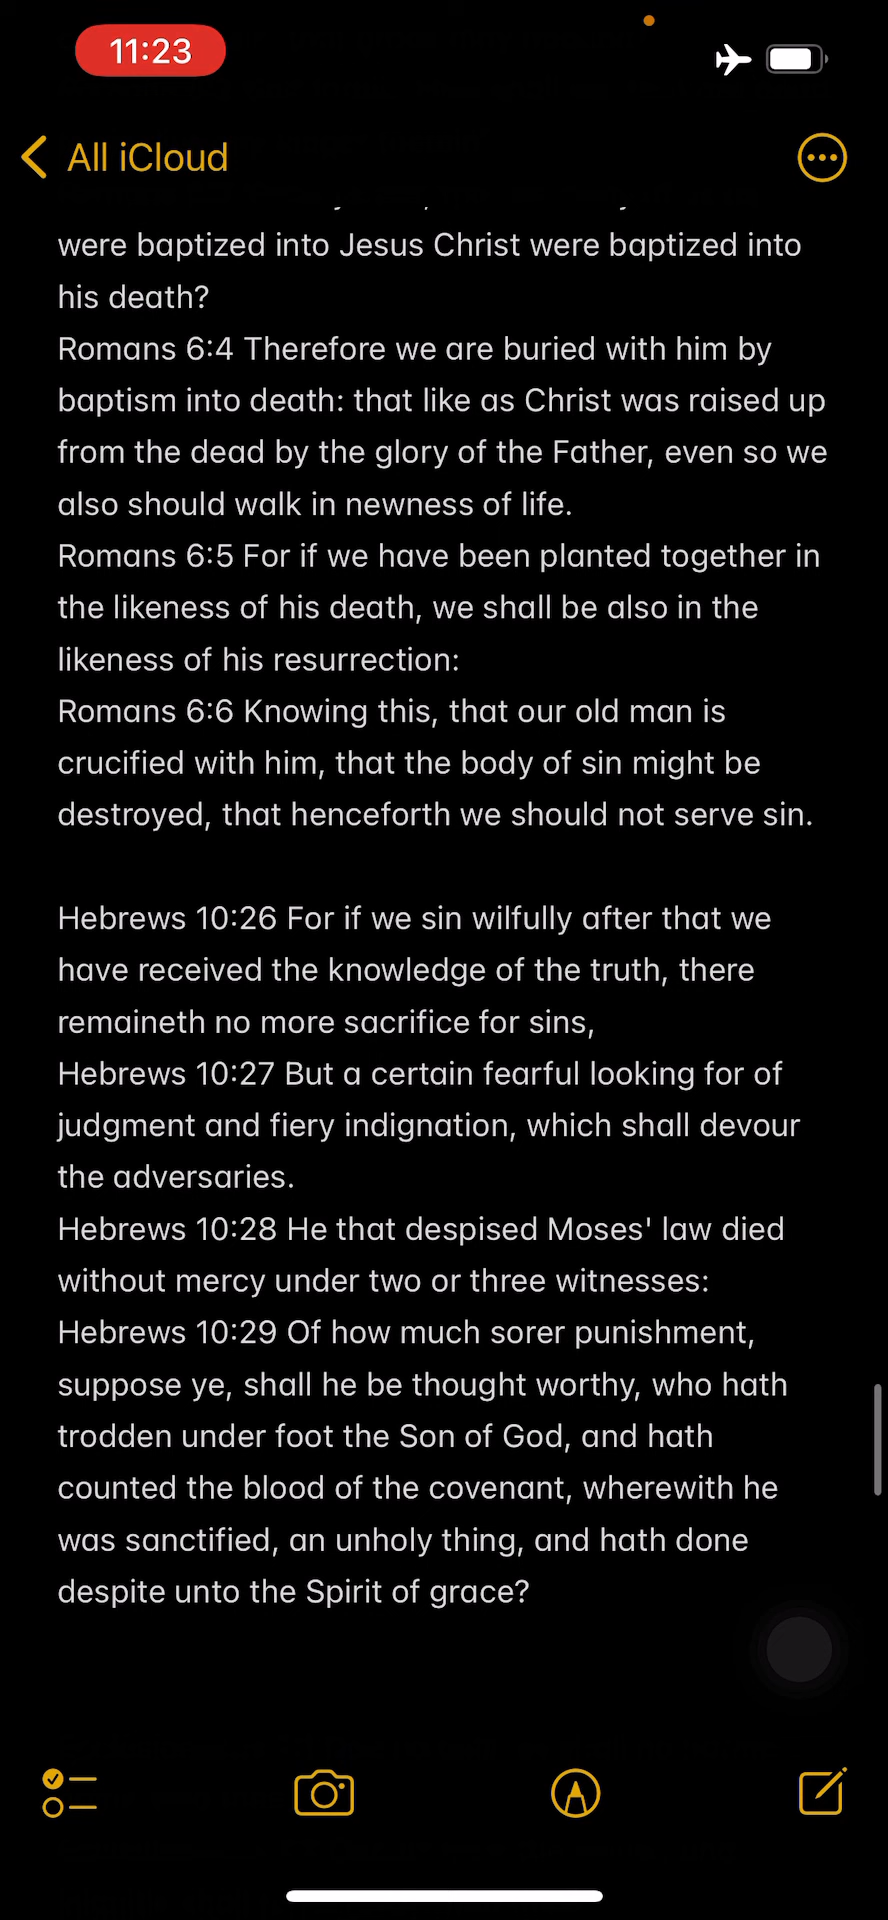 11:23
All iCloud
were baptized into Jesus Christ were baptized into
his death?
Romans 6:4 Therefore we are buried with him by
baptism into death: that like as Christ was raised up
from the dead by the glory of the Father, even so we
also should walk in newness of life.
Romans 6:5 For if we have been planted together in
the likeness of his death, we shall be also in the
likeness of his resurrection:
Romans 6:6 Knowing this, that our old man is
crucified with him, that the body of sin might be
destroyed, that henceforth we should not serve sin.
Hebrews 10:26 For if we sin wilfully after that we
have received the knowledge of the truth, there
remaineth no more sacrifice for sins,
Hebrews 10:27 But a certain fearful looking for of
judgment and fiery indignation, which shall devour
the adversaries.
Hebrews 10:28 He that despised Moses' law died
without mercy under two or three witnesses:
Hebrews 10:29 Of how much sorer punishment,
suppose ye, shall he be thought worthy, who hath
trodden under foot the Son of God, and hath
counted the blood of the covenant, wherewith he
was sanctified, an unholy thing, and hath done
despite unto the Spirit of grace?